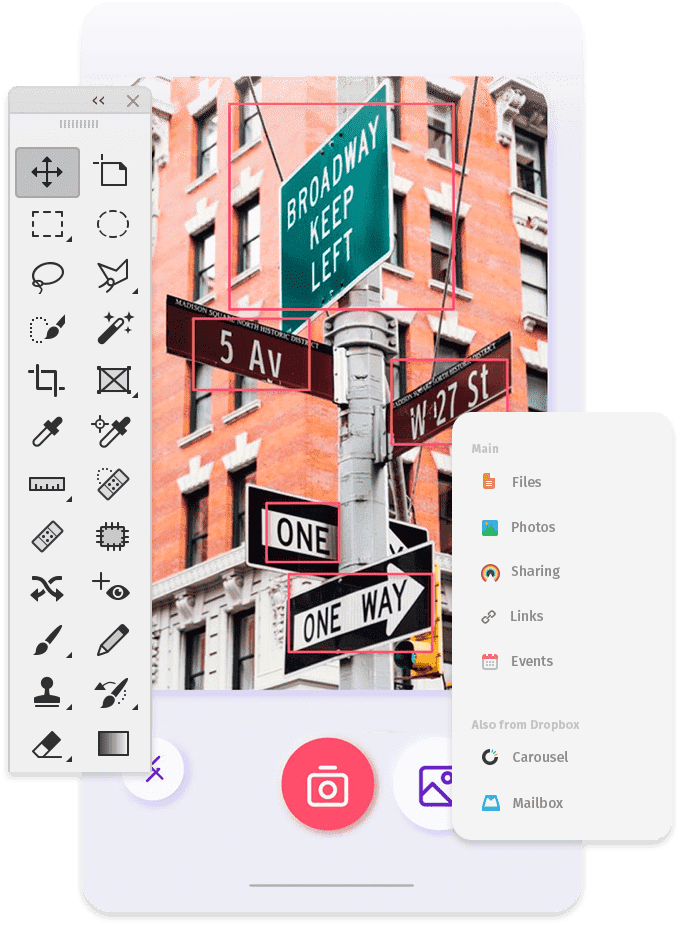 BROADWAY
KEEP
LEFT
MADISON SQUARE NORTH HISTORIC DISTRICT
5 Av
MADISON SQUARE NORTH HISTORIC DISTRICT
W 27 St
ONE
ONE WAY
Main
Files
Photos
Sharing
Links
Events
Also from Dropbox
Carousel
Mailbox